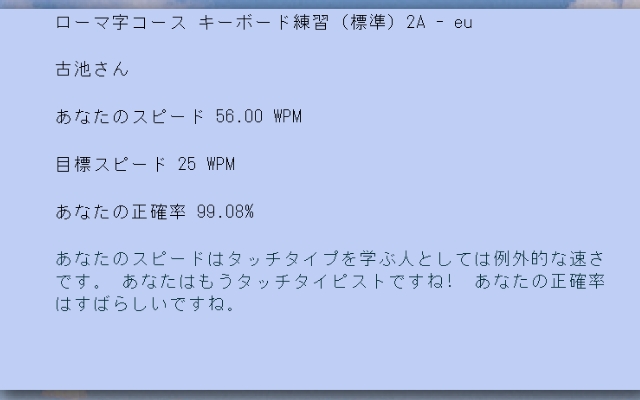 ローマ字コース キーボード練習 (標準) 2A - eu
古池さん
あなたのスピード 56.00 WPM
目標スピード 25 WPM
あなたの正確率 99.08%
あなたのスピードはタッチタイプを学ぶ人としては例外的な速さ
です。 あなたはもうタッチタイピストですね! あなたの正確率
はすばらしいですね。